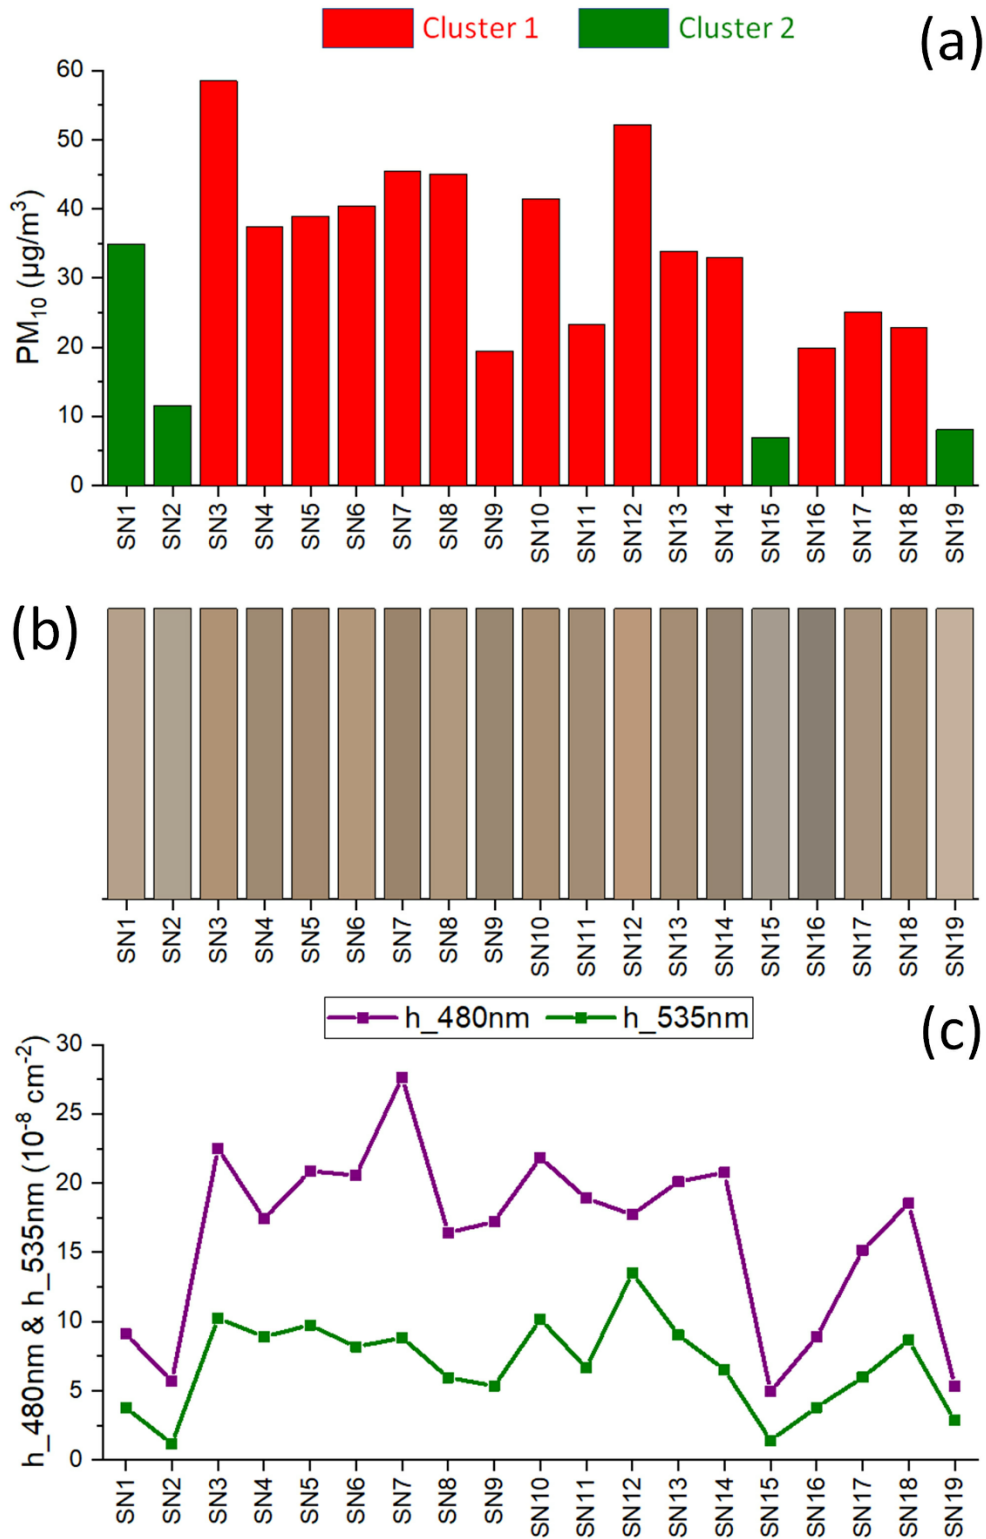 Cluster 1 Cluster 2
(a)
60
50
40
30
20
10
0
PM₁₀ (µg/m³)
SN1 SN2 SN3 SN4 SN5 SN6 SN7 SN8 SN9 SN10 SN11 SN12 SN13 SN14 SN15 SN16 SN17 SN18 SN19
(b)
SN1 SN2 SN3 SN4 SN5 SN6 SN7 SN8 SN9 SN10 SN11 SN12 SN13 SN14 SN15 SN16 SN17 SN18 SN19
h_480nm h_535nm
(c)
30
25
20
15
10
5
0
h_480nm & h_535nm (10⁻⁸ cm⁻²)
SN1 SN2 SN3 SN4 SN5 SN6 SN7 SN8 SN9 SN10 SN11 SN12 SN13 SN14 SN15 SN16 SN17 SN18 SN19